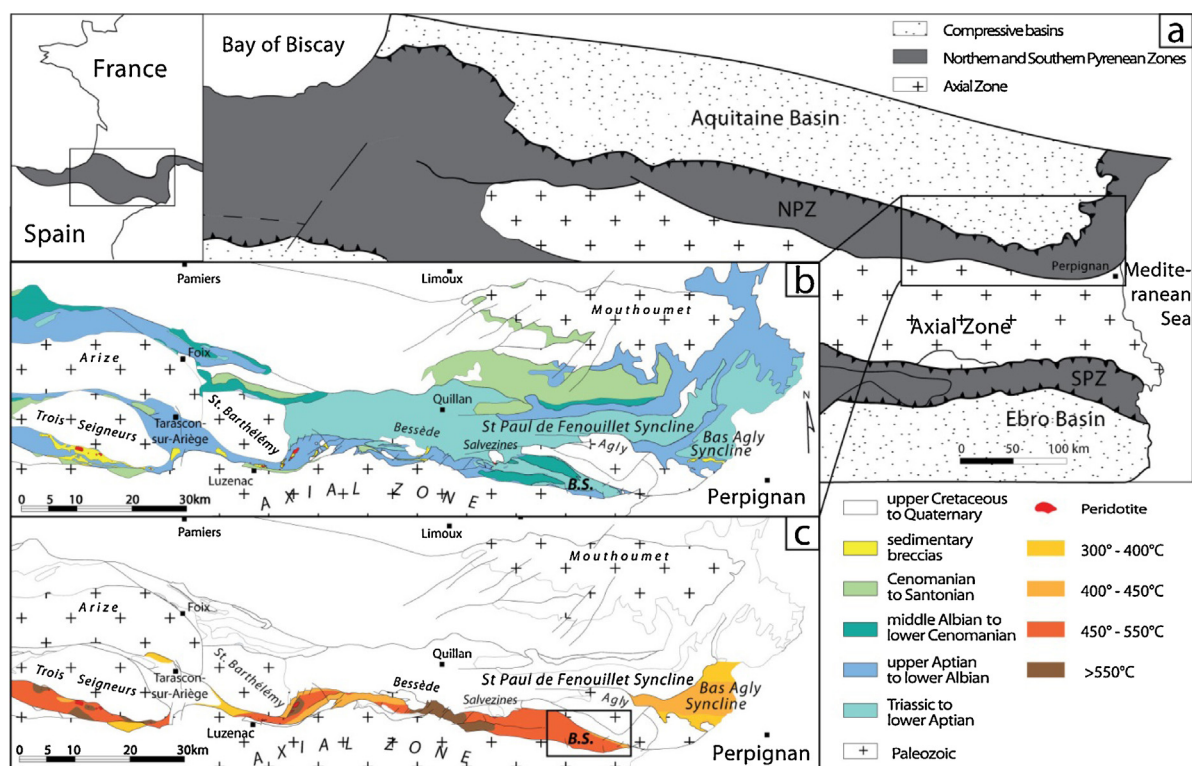 a
Bay of Biscay
France
Spain
Compressive basins
Northern and Southern Pyrenean Zones
Axial Zone
Aquitaine Basin
NPZ
Perpignan
Medite-
ranean
Sea
Axial Zone
SPZ
Ebro Basin
0 50 100 km
b
Pamiers
Limoux
Mouthoumet
Arize
Foix
St. Barthélémy
Trois Seigneurs
Tarascon-
sur-Ariège
Quillan
Bessède
St Paul de Fenouillet Syncline
Salvezines
Agly
Bas Agly
Syncline
N
Luzenac
B.S.
AXIAL ZONE
Perpignan
0 10 20 30km
c
Pamiers
Limoux
Mouthoumet
Arize
Foix
St. Barthélémy
Trois Seigneurs
Tarascon-
sur-Ariège
Quillan
Bessède
St Paul de Fenouillet Syncline
Salvezines
Agly
Bas Agly
Syncline
Luzenac
B.S.
AXIAL ZONE
Perpignan
0 10 20 30km
upper Cretaceous
to Quaternary
sedimentary
breccias
Cenomanian
to Santonian
middle Albian to
lower Cenomanian
upper Aptian
to lower Albian
Triassic to
lower Aptian
Paleozoic
Peridotite
300° - 400°C
400° - 450°C
450° - 550°C
>550°C